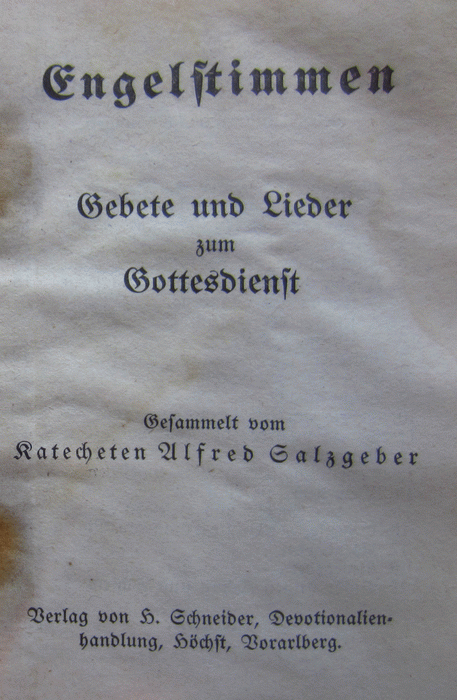 Engelſtimmen
Gebete und Lieder
zum
Gottesdienſt
Geſammelt vom
Katecheten Alfred Salzgeber
Verlag von H. Schneider, Devotionalien-
handlung, Höchſt, Vorarlberg.